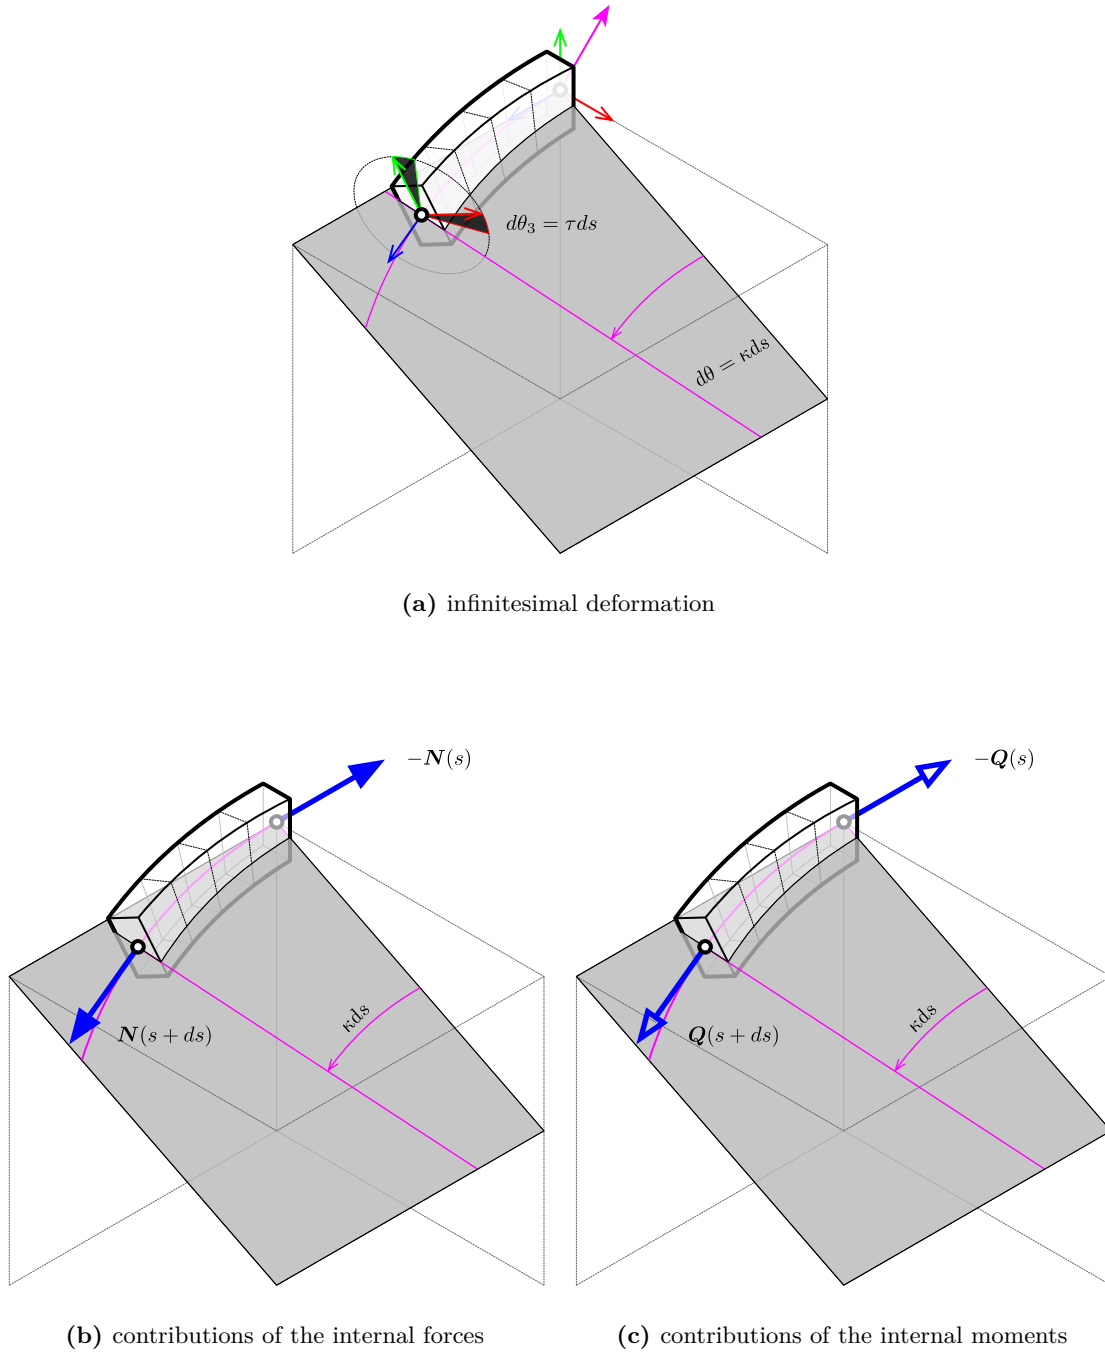 dθ₃ = τds
dθ = κds
(a) infinitesimal deformation
−N(s)
N(s + ds)
κds
(b) contributions of the internal forces
−Q(s)
Q(s + ds)
κds
(c) contributions of the internal moments